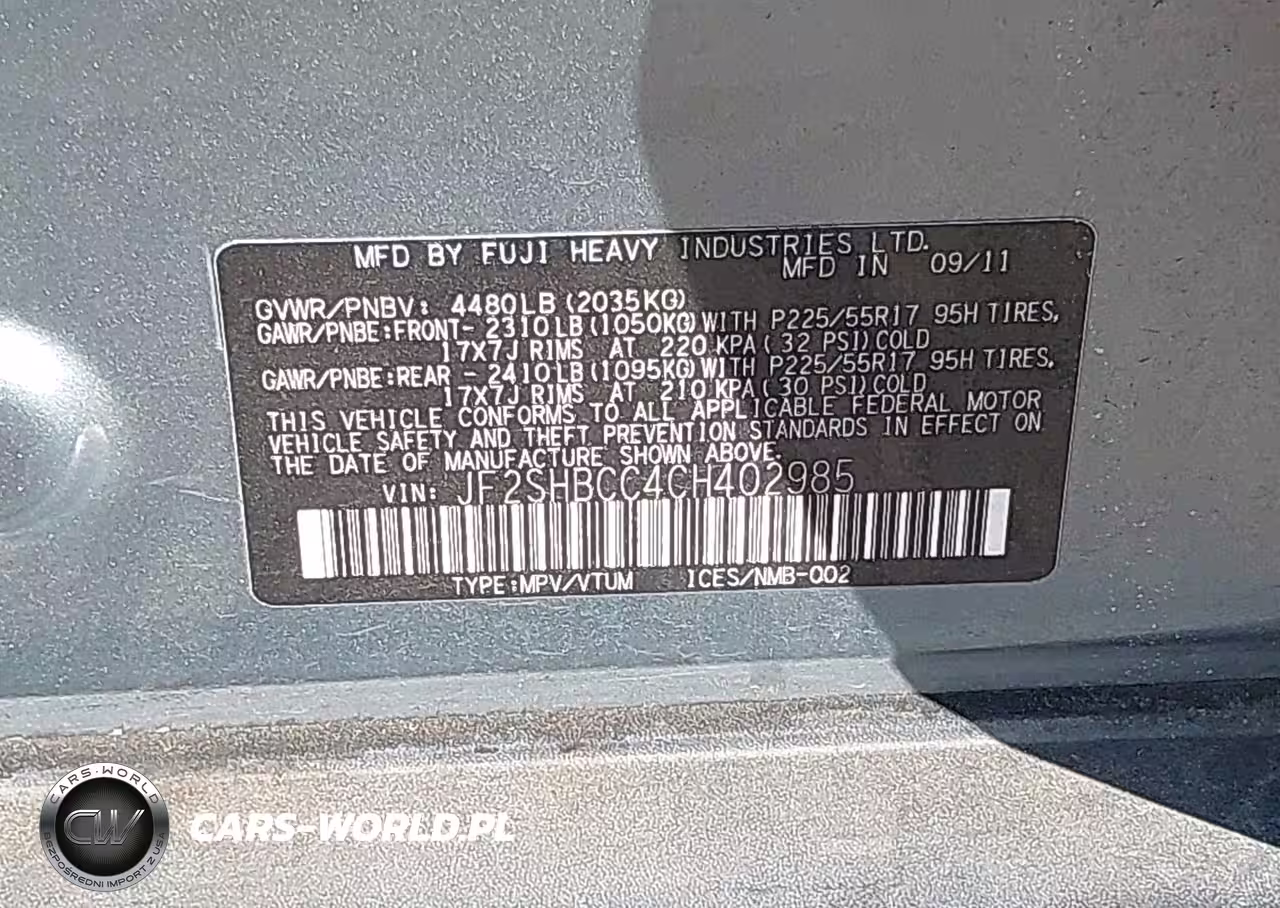 MFD BY FUJI HEAVY INDUSTRIES LTD.
MFD IN 09/11
GVWR/PNBV: 4480LB (2035KG)
GAWR/PNBE:FRONT- 2310LB (1050KG) WITH P225/55R17 95H TIRES,
17X7J RIMS AT 220 KPA ( 32 PSI) COLD
GAWR/PNBE:REAR - 2410LB (1095KG) WITH P225/55R17 95H TIRES,
17X7J RIMS AT 210 KPA ( 30 PSI) COLD
THIS VEHICLE CONFORMS TO ALL APPLICABLE FEDERAL MOTOR
VEHICLE SAFETY AND THEFT PREVENTION STANDARDS IN EFFECT ON
THE DATE OF MANUFACTURE SHOWN ABOVE.
VIN: JF2SHBCC4CH402985
TYPE:MPV/VTUM ICES/NMB-002
CARS-WORLD
CW
BEZPOŚREDNI IMPORT Z USA
CARS-WORLD.PL